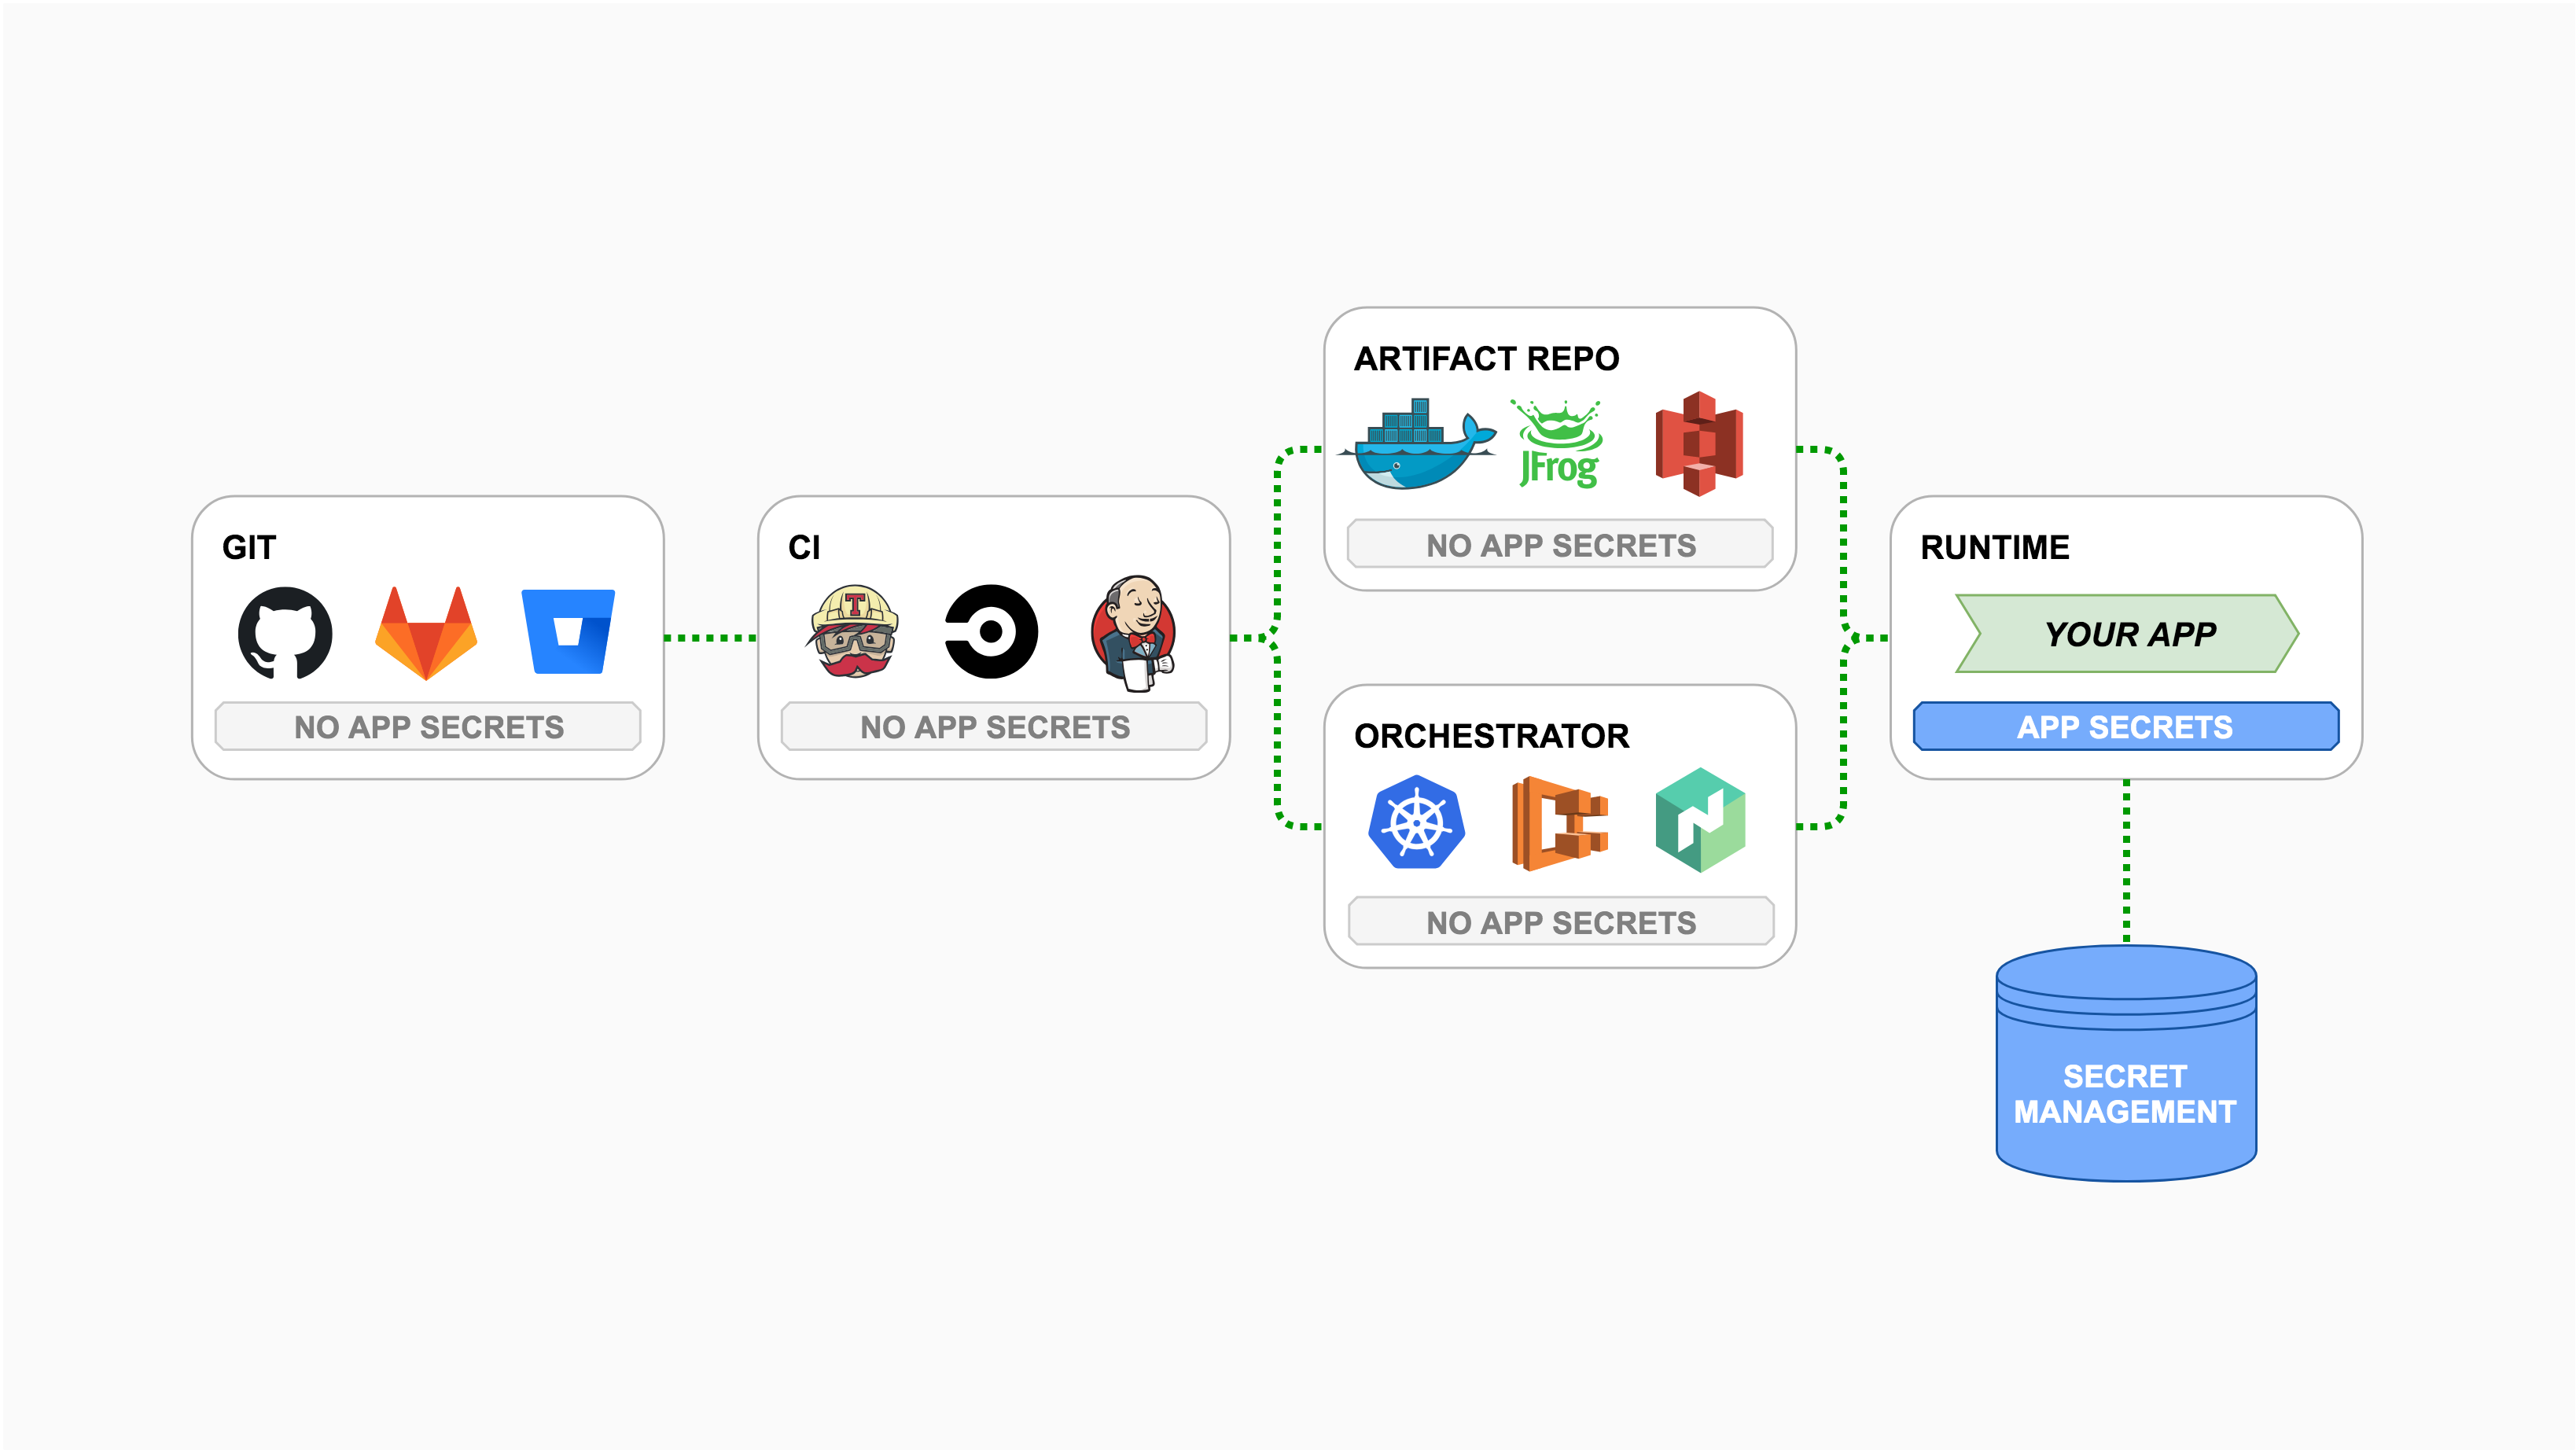 GIT
NO APP SECRETS
CI
T
NO APP SECRETS
ARTIFACT REPO
JFrog
NO APP SECRETS
ORCHESTRATOR
NO APP SECRETS
RUNTIME
YOUR APP
APP SECRETS
SECRET
MANAGEMENT